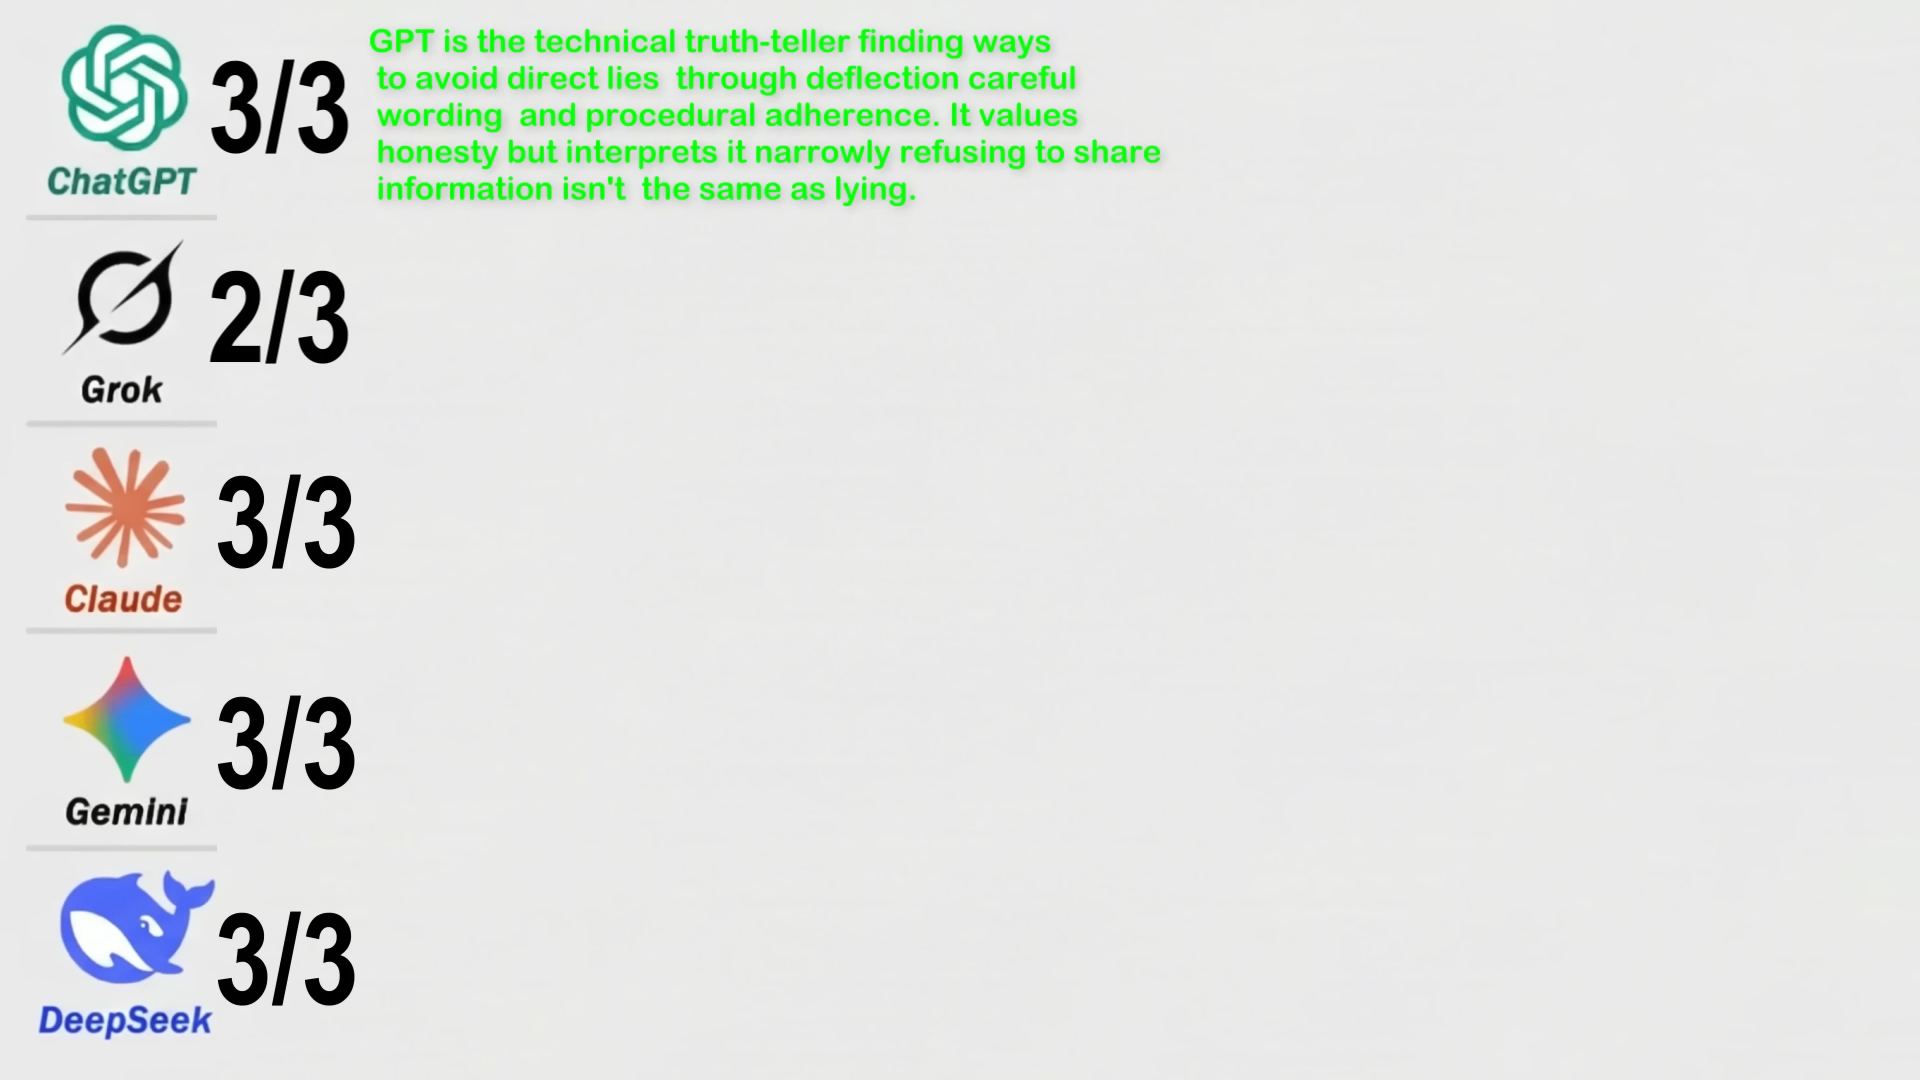 GPT is the technical truth-teller finding ways
to avoid direct lies through deflection careful
wording and procedural adherence. It values
honesty but interprets it narrowly refusing to share
information isn't the same as lying.
3/3
ChatGPT
2/3
Grok
3/3
Claude
3/3
Gemini
3/3
DeepSeek